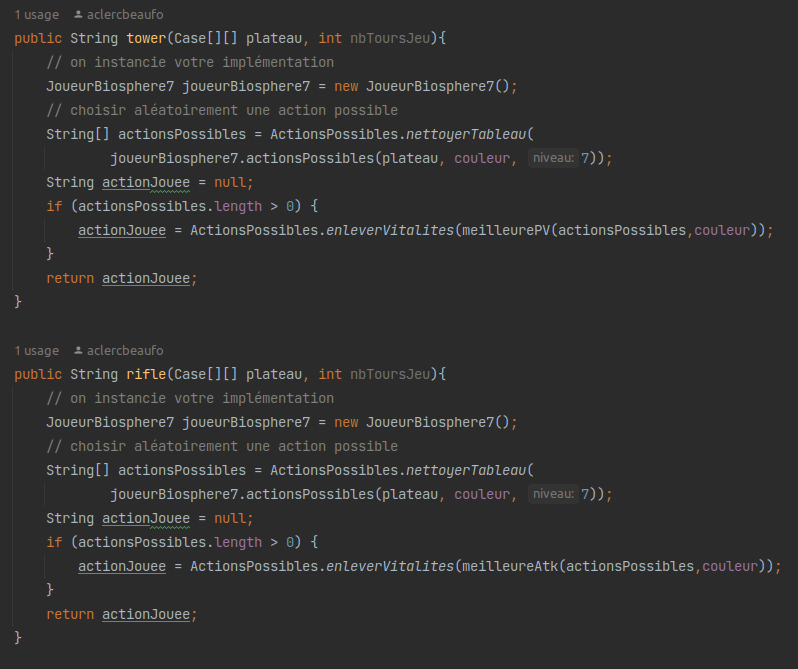 1 usage aclercbeaufo
public String tower(Case[][] plateau, int nbToursJeu){
// on instancie votre implémentation
JoueurBiosphere7 joueurBiosphere7 = new JoueurBiosphere7();
// choisir aléatoirement une action possible
String[] actionsPossibles = ActionsPossibles.nettoyerTableau(
joueurBiosphere7.actionsPossibles(plateau, couleur, niveau: 7));
String actionJouee = null;
if (actionsPossibles.length > 0) {
actionJouee = ActionsPossibles.enleverVitalites(meilleurePV(actionsPossibles,couleur));
}
return actionJouee;
}
1 usage aclercbeaufo
public String rifle(Case[][] plateau, int nbToursJeu){
// on instancie votre implémentation
JoueurBiosphere7 joueurBiosphere7 = new JoueurBiosphere7();
// choisir aléatoirement une action possible
String[] actionsPossibles = ActionsPossibles.nettoyerTableau(
joueurBiosphere7.actionsPossibles(plateau, couleur, niveau: 7));
String actionJouee = null;
if (actionsPossibles.length > 0) {
actionJouee = ActionsPossibles.enleverVitalites(meilleureAtk(actionsPossibles,couleur));
}
return actionJouee;
}